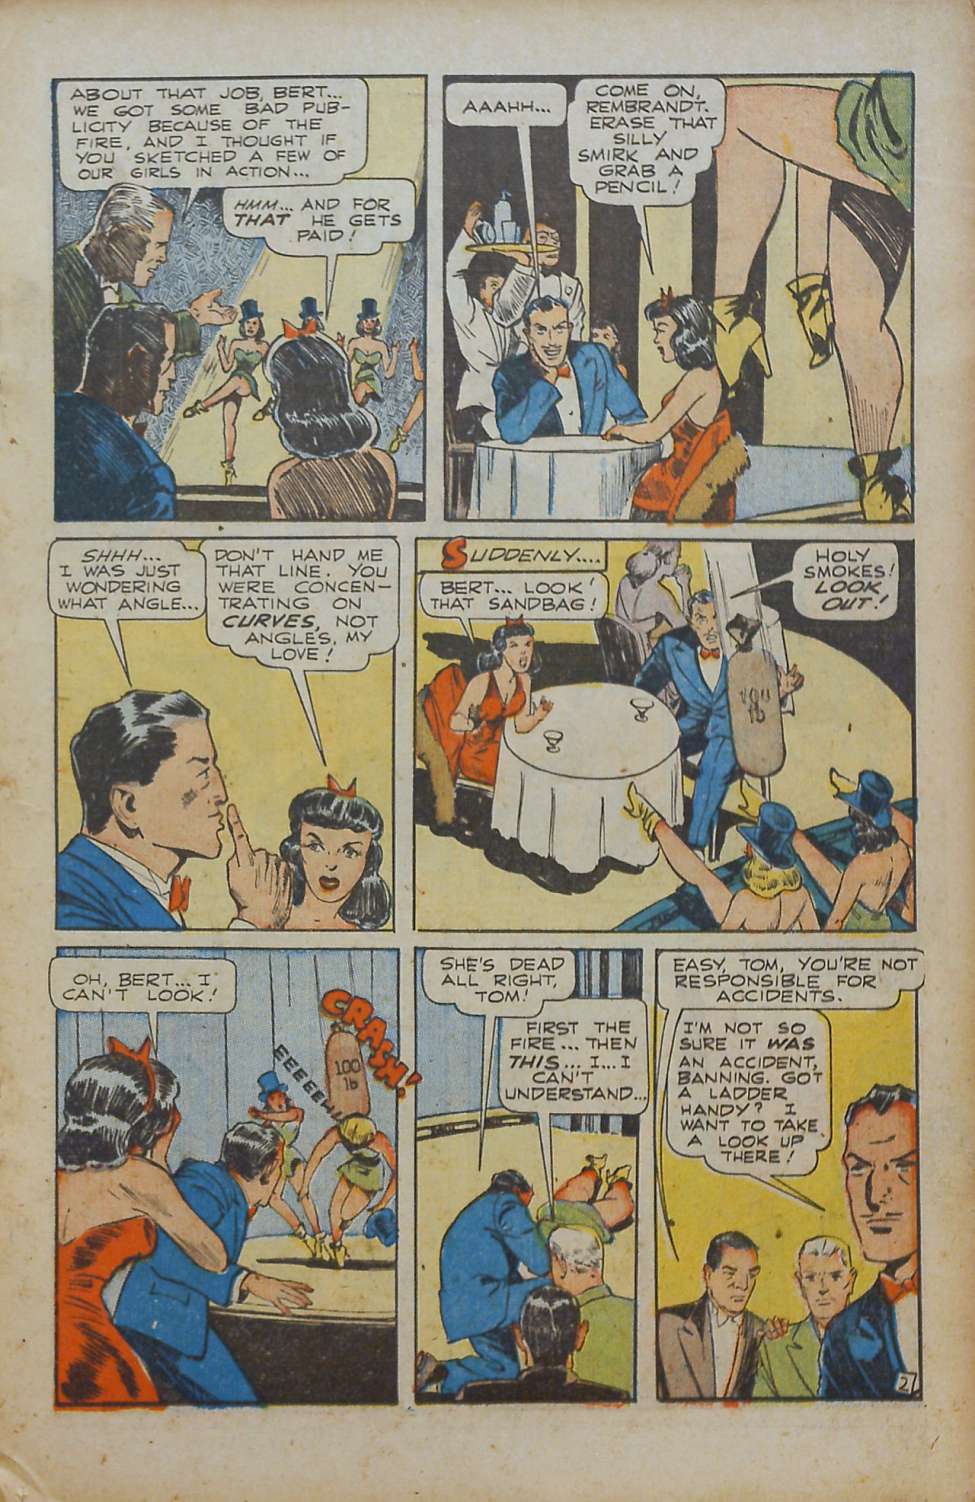 ABOUT THAT JOB, BERT...
WE GOT SOME BAD PUB-
LICITY BECAUSE OF THE
FIRE, AND I THOUGHT IF
YOU SKETCHED A FEW OF
OUR GIRLS IN ACTION...
HMM... AND FOR
THAT HE GETS
PAID!
AAAHH...
COME ON,
REMBRANDT.
ERASE THAT
SILLY
SMIRK AND
GRAB A
PENCIL!
SHHH...
I WAS JUST
WONDERING
WHAT ANGLE...
DON'T HAND ME
THAT LINE. YOU
WERE CONCEN-
TRATING ON
CURVES, NOT
ANGLES, MY
LOVE!
SUDDENLY....
BERT... LOOK!
THAT SANDBAG!
HOLY
SMOKES!
LOOK
OUT!
100
lb
OH, BERT... I
CAN'T LOOK!
CRASH!
EEEEEE!..
100
lb
SHE'S DEAD
ALL RIGHT,
TOM!
FIRST THE
FIRE... THEN
THIS... I... I
CAN'T
UNDERSTAND...
EASY, TOM, YOU'RE NOT
RESPONSIBLE FOR
ACCIDENTS.
I'M NOT SO
SURE IT WAS
AN ACCIDENT,
BANNING. GOT
A LADDER
HANDY? I
WANT TO TAKE
A LOOK UP
THERE!
2